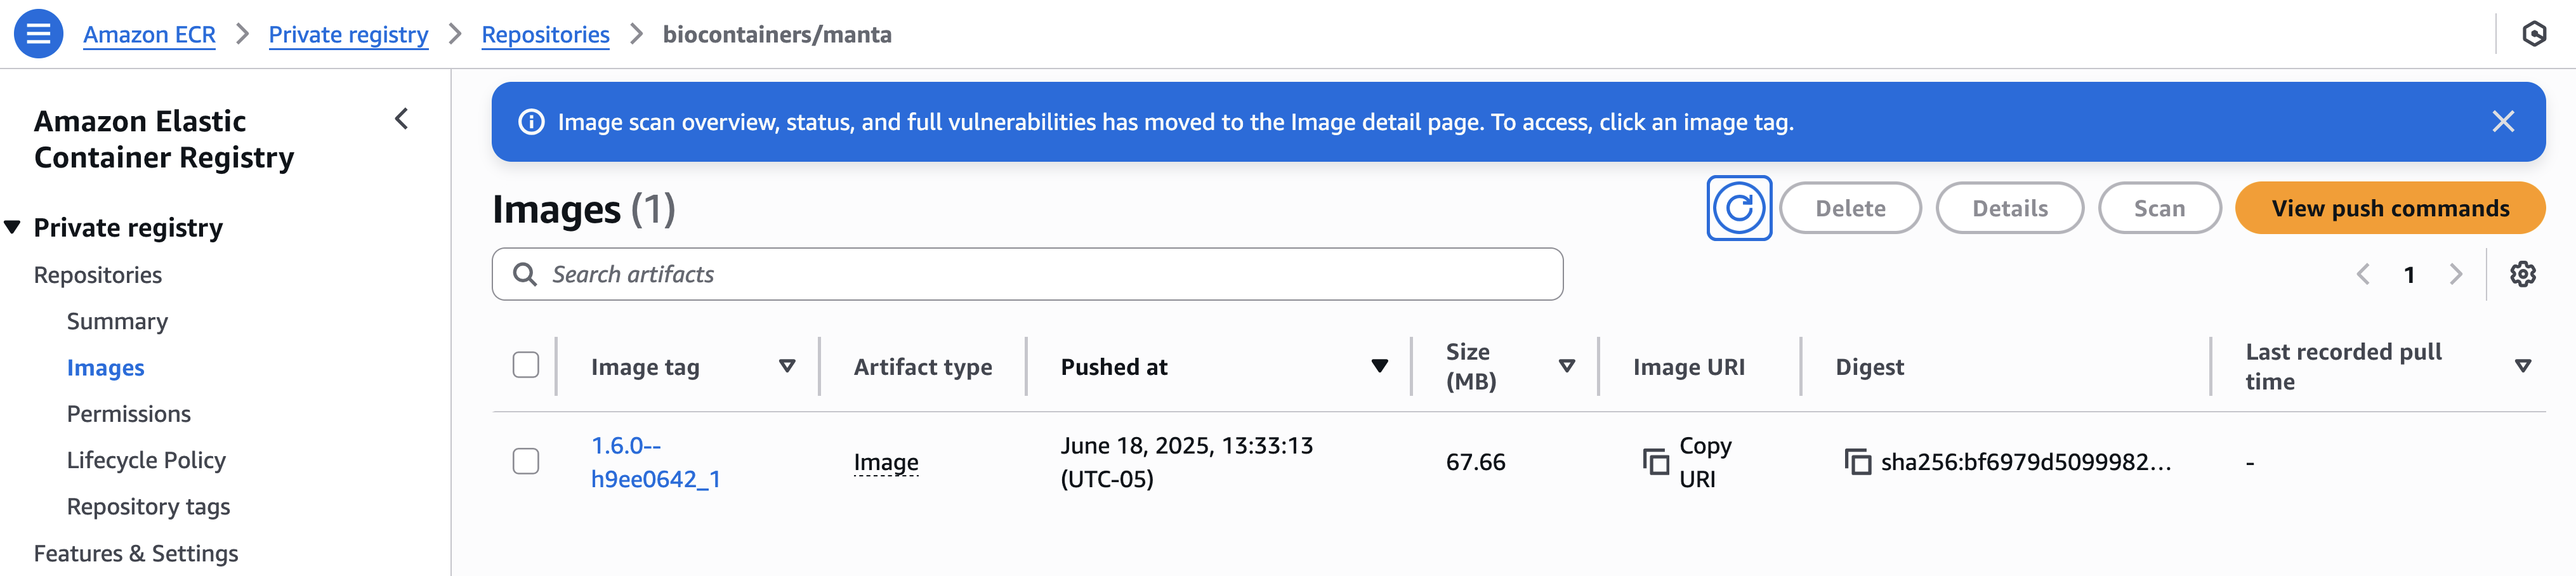 Amazon ECR > Private registry > Repositories > biocontainers/manta
Amazon Elastic
Container Registry
Private registry
Repositories
Summary
Images
Permissions
Lifecycle Policy
Repository tags
Features & Settings
Image scan overview, status, and full vulnerabilities has moved to the Image detail page. To access, click an image tag.
Images (1)
Delete
Details
Scan
View push commands
Search artifacts
1
Image tag
Artifact type
Pushed at
Size
(MB)
Image URI
Digest
Last recorded pull
time
1.6.0--
h9ee0642_1
Image
June 18, 2025, 13:33:13
(UTC-05)
67.66
Copy
URI
sha256:bf6979d5099982...
-